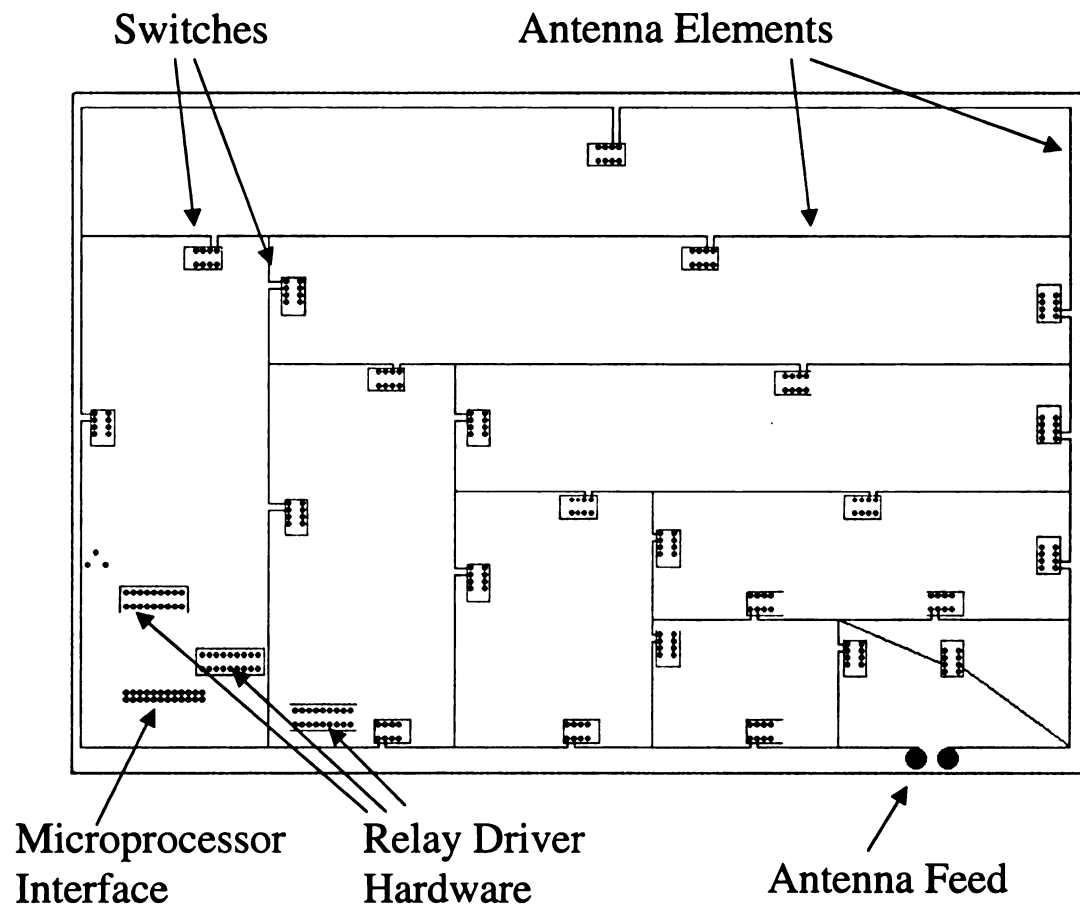 Switches
Antenna Elements
Microprocessor
Interface
Relay Driver
Hardware
Antenna Feed